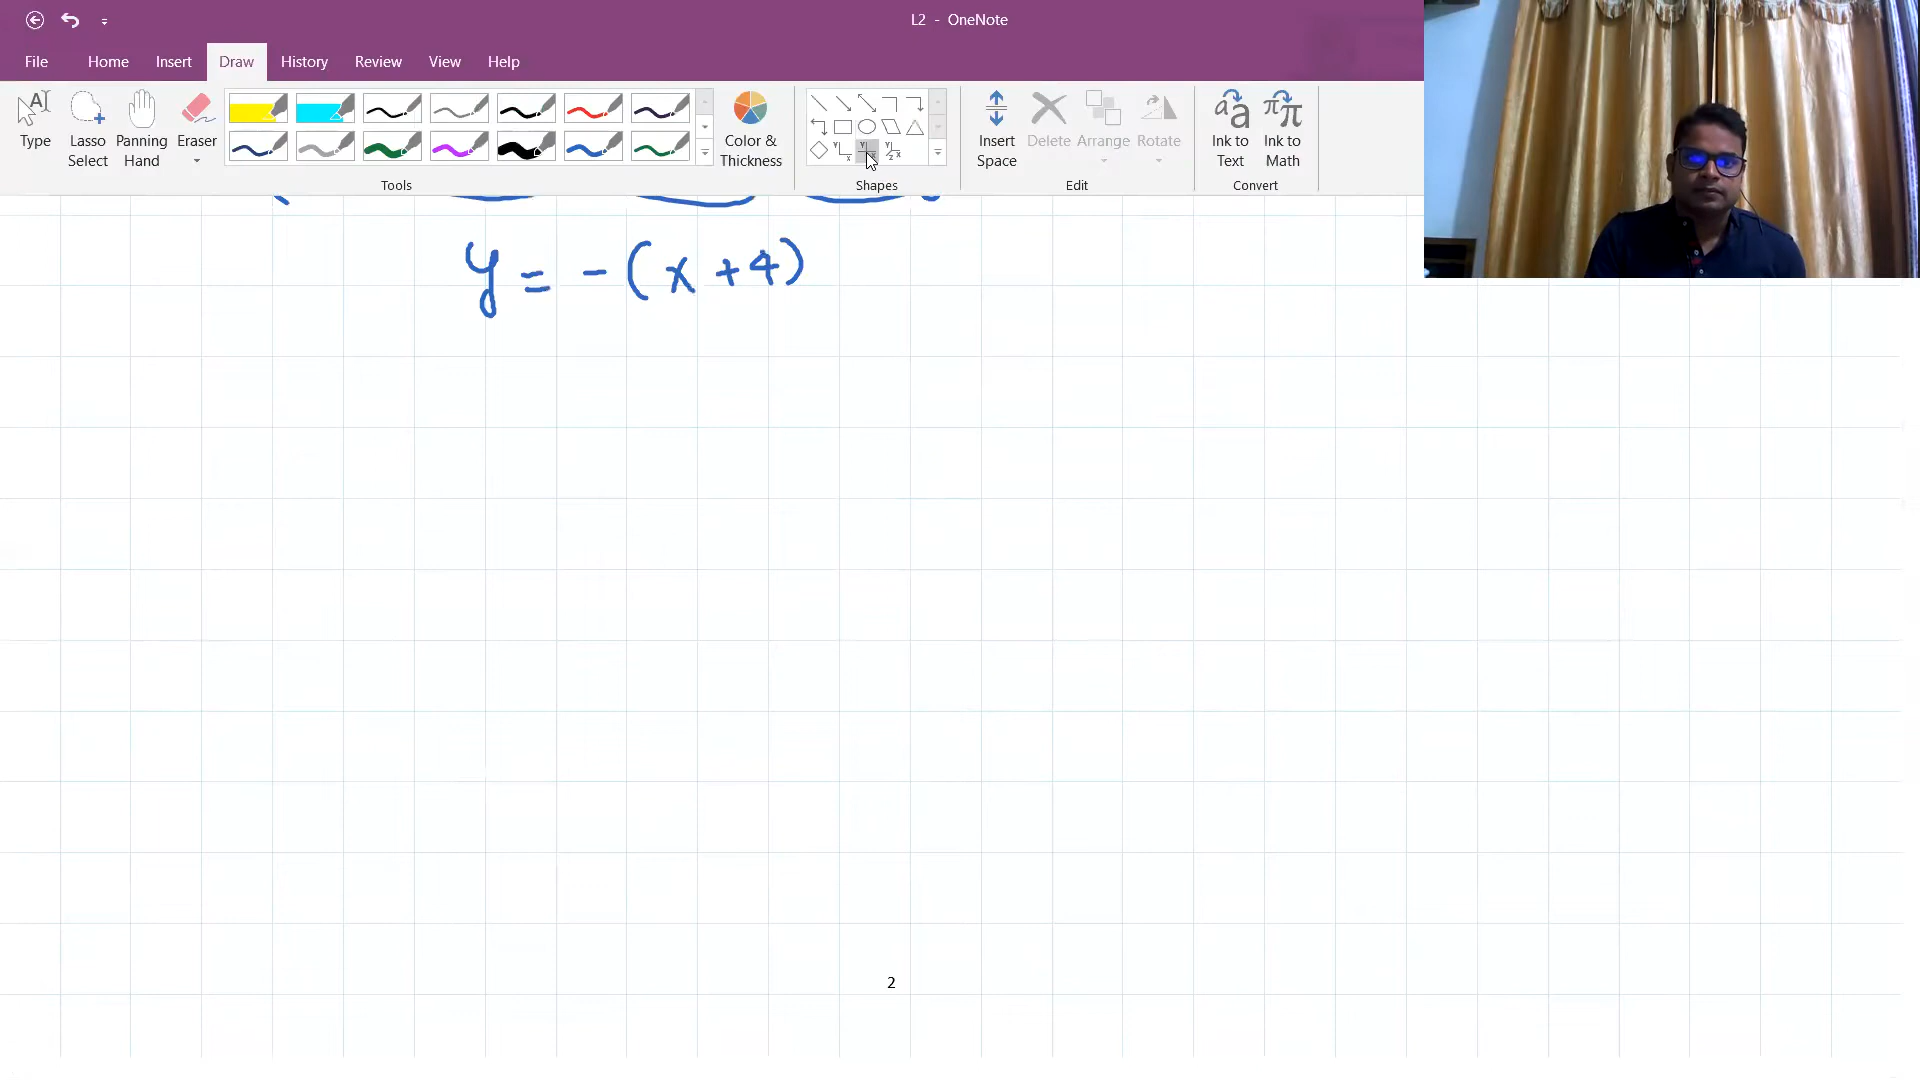 L2 - OneNote
File Home Insert Draw History Review View Help
Type Lasso Select Panning Hand Eraser Color & Thickness Insert Space Delete Arrange Rotate Ink to Text Ink to Math
Tools Shapes Edit Convert
y = - (x + 4)
2